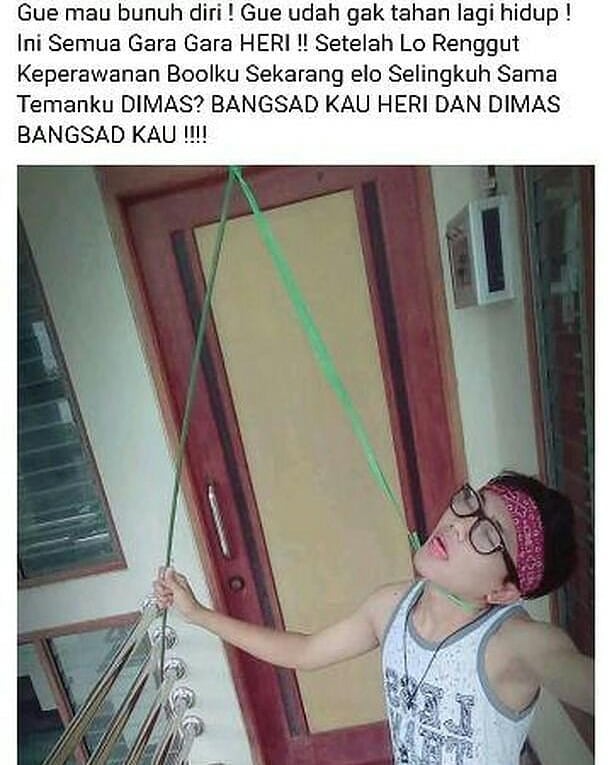 Gue mau bunuh diri ! Gue udah gak tahan lagi hidup !
Ini Semua Gara Gara HERI !! Setelah Lo Renggut
Keperawanan Boolku Sekarang elo Selingkuh Sama
Temanku DIMAS? BANGSAD KAU HERI DAN DIMAS
BANGSAD KAU !!!!